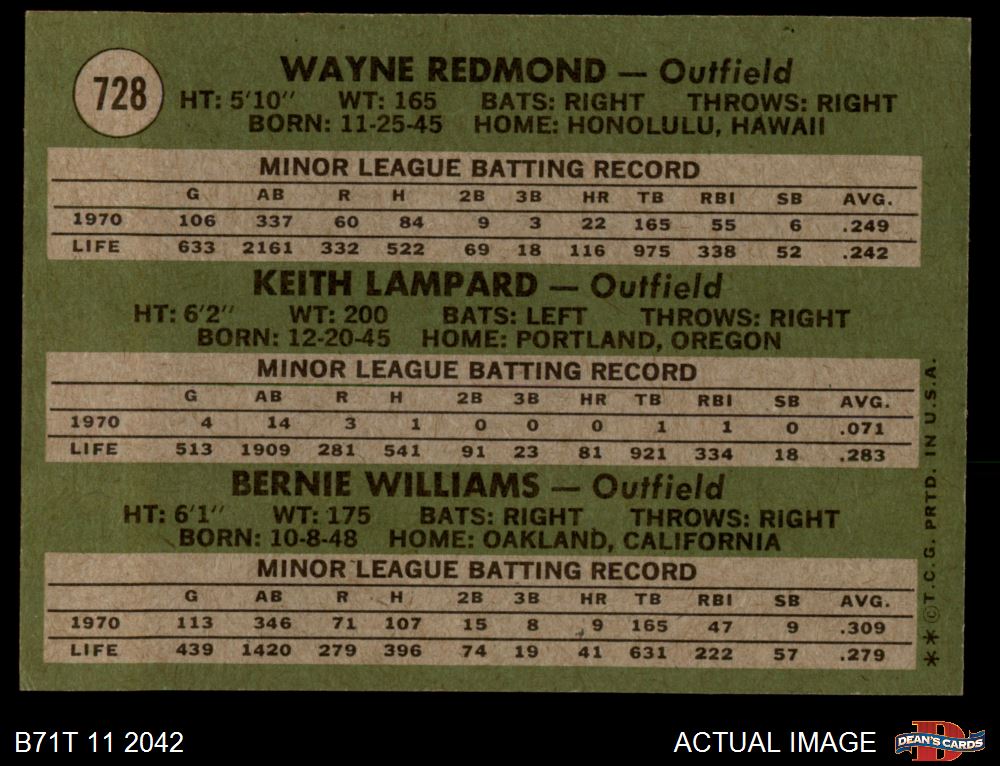 728
WAYNE REDMOND — Outfield
HT: 5'10" WT: 165 BATS: RIGHT THROWS: RIGHT
BORN: 11-25-45 HOME: HONOLULU, HAWAII
MINOR LEAGUE BATTING RECORD
G AB R H 2B 3B HR TB RBI SB AVG.
1970 106 337 60 84 9 3 22 165 55 6 .249
LIFE 633 2161 332 522 69 18 116 975 338 52 .242
KEITH LAMPARD — Outfield
HT: 6'2" WT: 200 BATS: LEFT THROWS: RIGHT
BORN: 12-20-45 HOME: PORTLAND, OREGON
MINOR LEAGUE BATTING RECORD
G AB R H 2B 3B HR TB RBI SB AVG.
1970 4 14 3 1 0 0 0 1 1 0 .071
LIFE 513 1909 281 541 91 23 81 921 334 18 .283
BERNIE WILLIAMS — Outfield
HT: 6'1" WT: 175 BATS: RIGHT THROWS: RIGHT
BORN: 10-8-48 HOME: OAKLAND, CALIFORNIA
MINOR LEAGUE BATTING RECORD
G AB R H 2B 3B HR TB RBI SB AVG.
1970 113 346 71 107 15 8 9 165 47 9 .309
LIFE 439 1420 279 396 74 19 41 631 222 57 .279
**©T.C.G. PRTD. IN U.S.A.
B71T 11 2042
ACTUAL IMAGE
DEAN'S CARDS